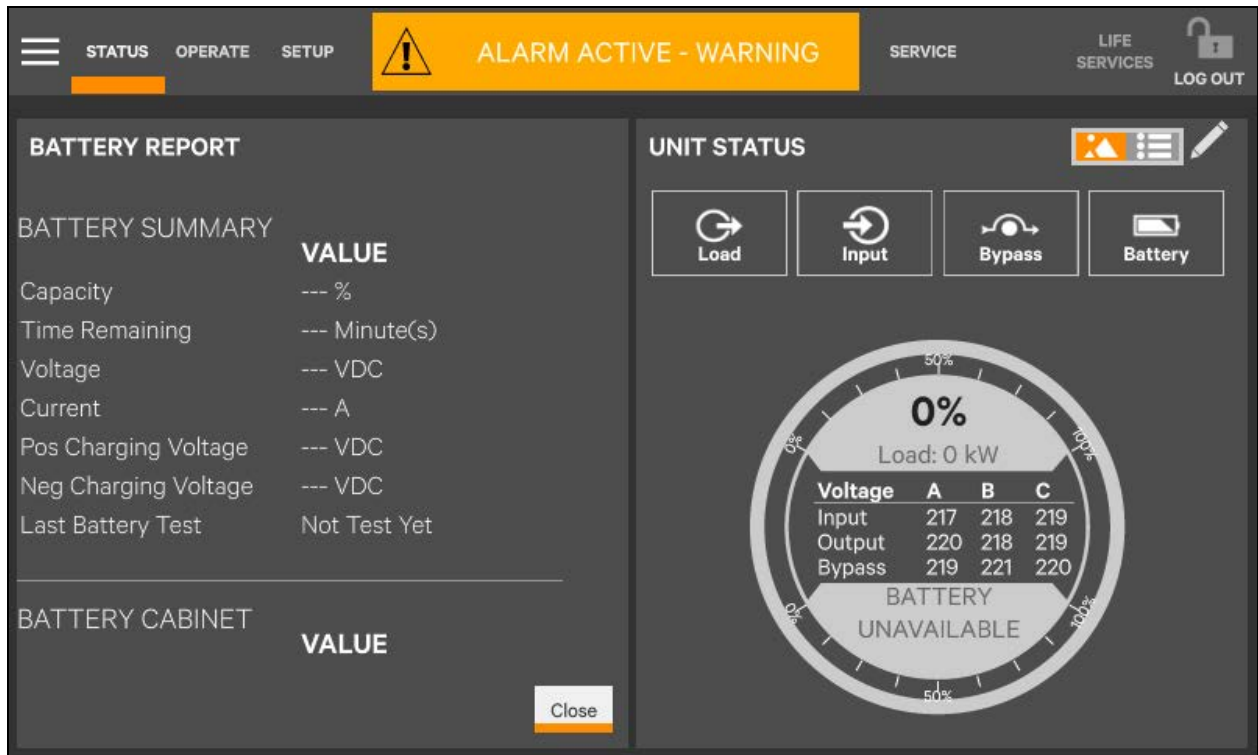 STATUS OPERATE SETUP ALARM ACTIVE - WARNING SERVICE LIFE SERVICES LOG OUT
BATTERY REPORT
BATTERY SUMMARY
VALUE
Capacity --- %
Time Remaining --- Minute(s)
Voltage --- VDC
Current --- A
Pos Charging Voltage --- VDC
Neg Charging Voltage --- VDC
Last Battery Test Not Test Yet
BATTERY CABINET
VALUE
Close
UNIT STATUS
Load Input Bypass Battery
50%
0% 100%
0%
Load: 0 kW
Voltage A B C
Input 217 218 219
Output 220 218 219
Bypass 219 221 220
BATTERY
UNAVAILABLE
0% 100%
50%